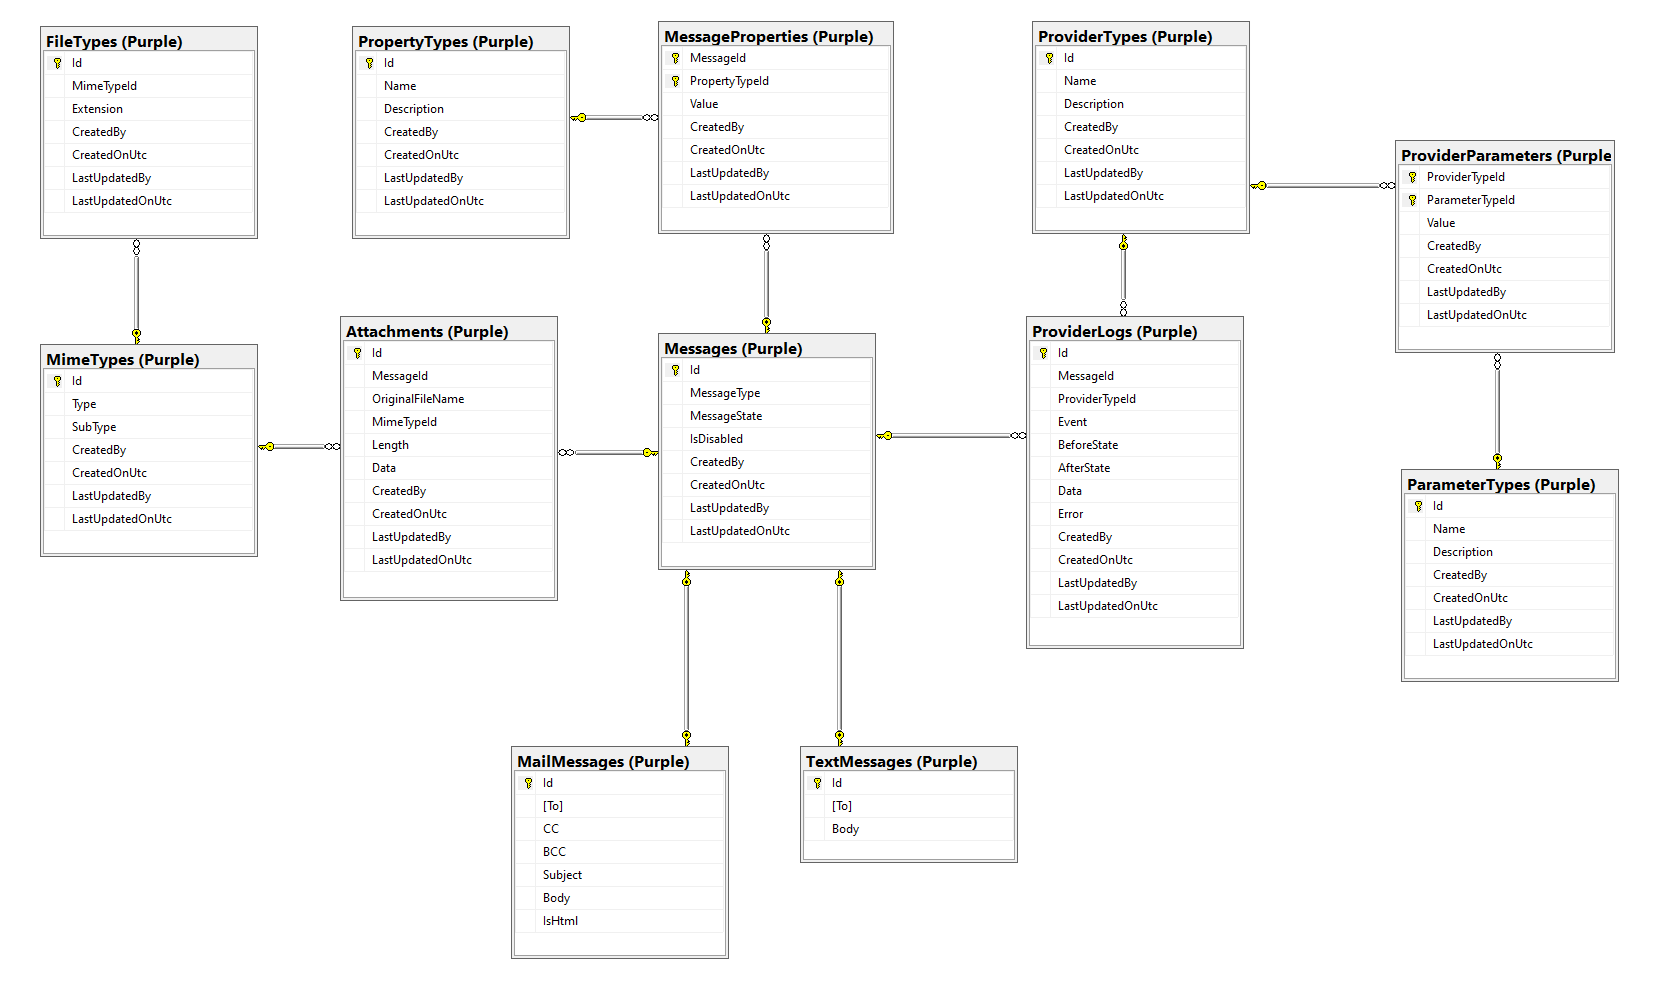 FileTypes (Purple)
Id
MimeTypeId
Extension
CreatedBy
CreatedOnUtc
LastUpdatedBy
LastUpdatedOnUtc
PropertyTypes (Purple)
Id
Name
Description
CreatedBy
CreatedOnUtc
LastUpdatedBy
LastUpdatedOnUtc
MessageProperties (Purple)
MessageId
PropertyTypeId
Value
CreatedBy
CreatedOnUtc
LastUpdatedBy
LastUpdatedOnUtc
ProviderTypes (Purple)
Id
Name
Description
CreatedBy
CreatedOnUtc
LastUpdatedBy
LastUpdatedOnUtc
ProviderParameters (Purple
ProviderTypeId
ParameterTypeId
Value
CreatedBy
CreatedOnUtc
LastUpdatedBy
LastUpdatedOnUtc
MimeTypes (Purple)
Id
Type
SubType
CreatedBy
CreatedOnUtc
LastUpdatedBy
LastUpdatedOnUtc
Attachments (Purple)
Id
MessageId
OriginalFileName
MimeTypeId
Length
Data
CreatedBy
CreatedOnUtc
LastUpdatedBy
LastUpdatedOnUtc
Messages (Purple)
Id
MessageType
MessageState
IsDisabled
CreatedBy
CreatedOnUtc
LastUpdatedBy
LastUpdatedOnUtc
ProviderLogs (Purple)
Id
MessageId
ProviderTypeId
Event
BeforeState
AfterState
Data
Error
CreatedBy
CreatedOnUtc
LastUpdatedBy
LastUpdatedOnUtc
ParameterTypes (Purple)
Id
Name
Description
CreatedBy
CreatedOnUtc
LastUpdatedBy
LastUpdatedOnUtc
MailMessages (Purple)
Id
[To]
CC
BCC
Subject
Body
IsHtml
TextMessages (Purple)
Id
[To]
Body